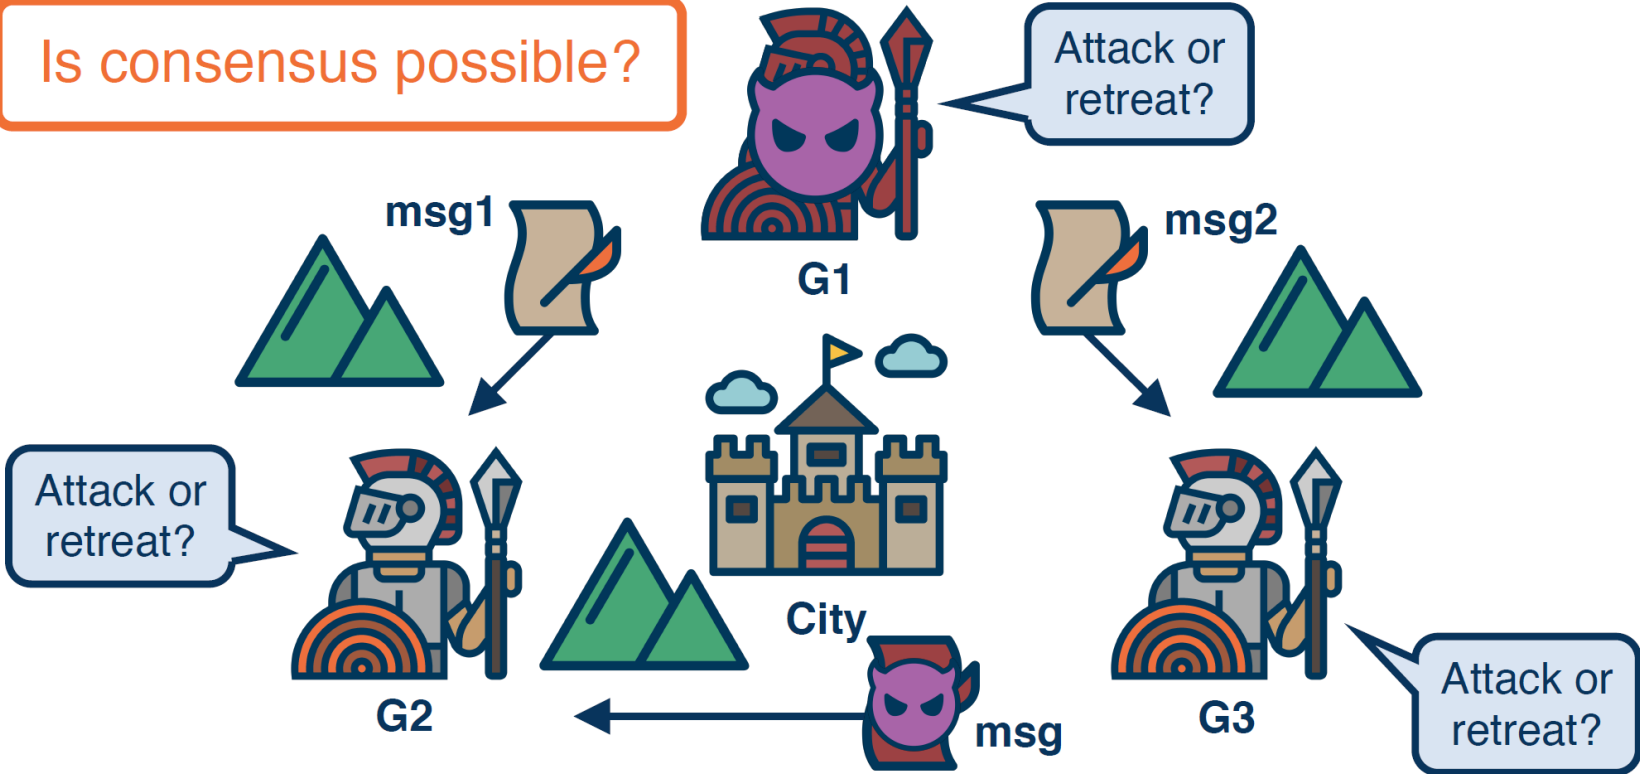 Is consensus possible?
Attack or
retreat?
msg1
msg2
G1
Attack or
retreat?
City
G2
msg
G3
Attack or
retreat?